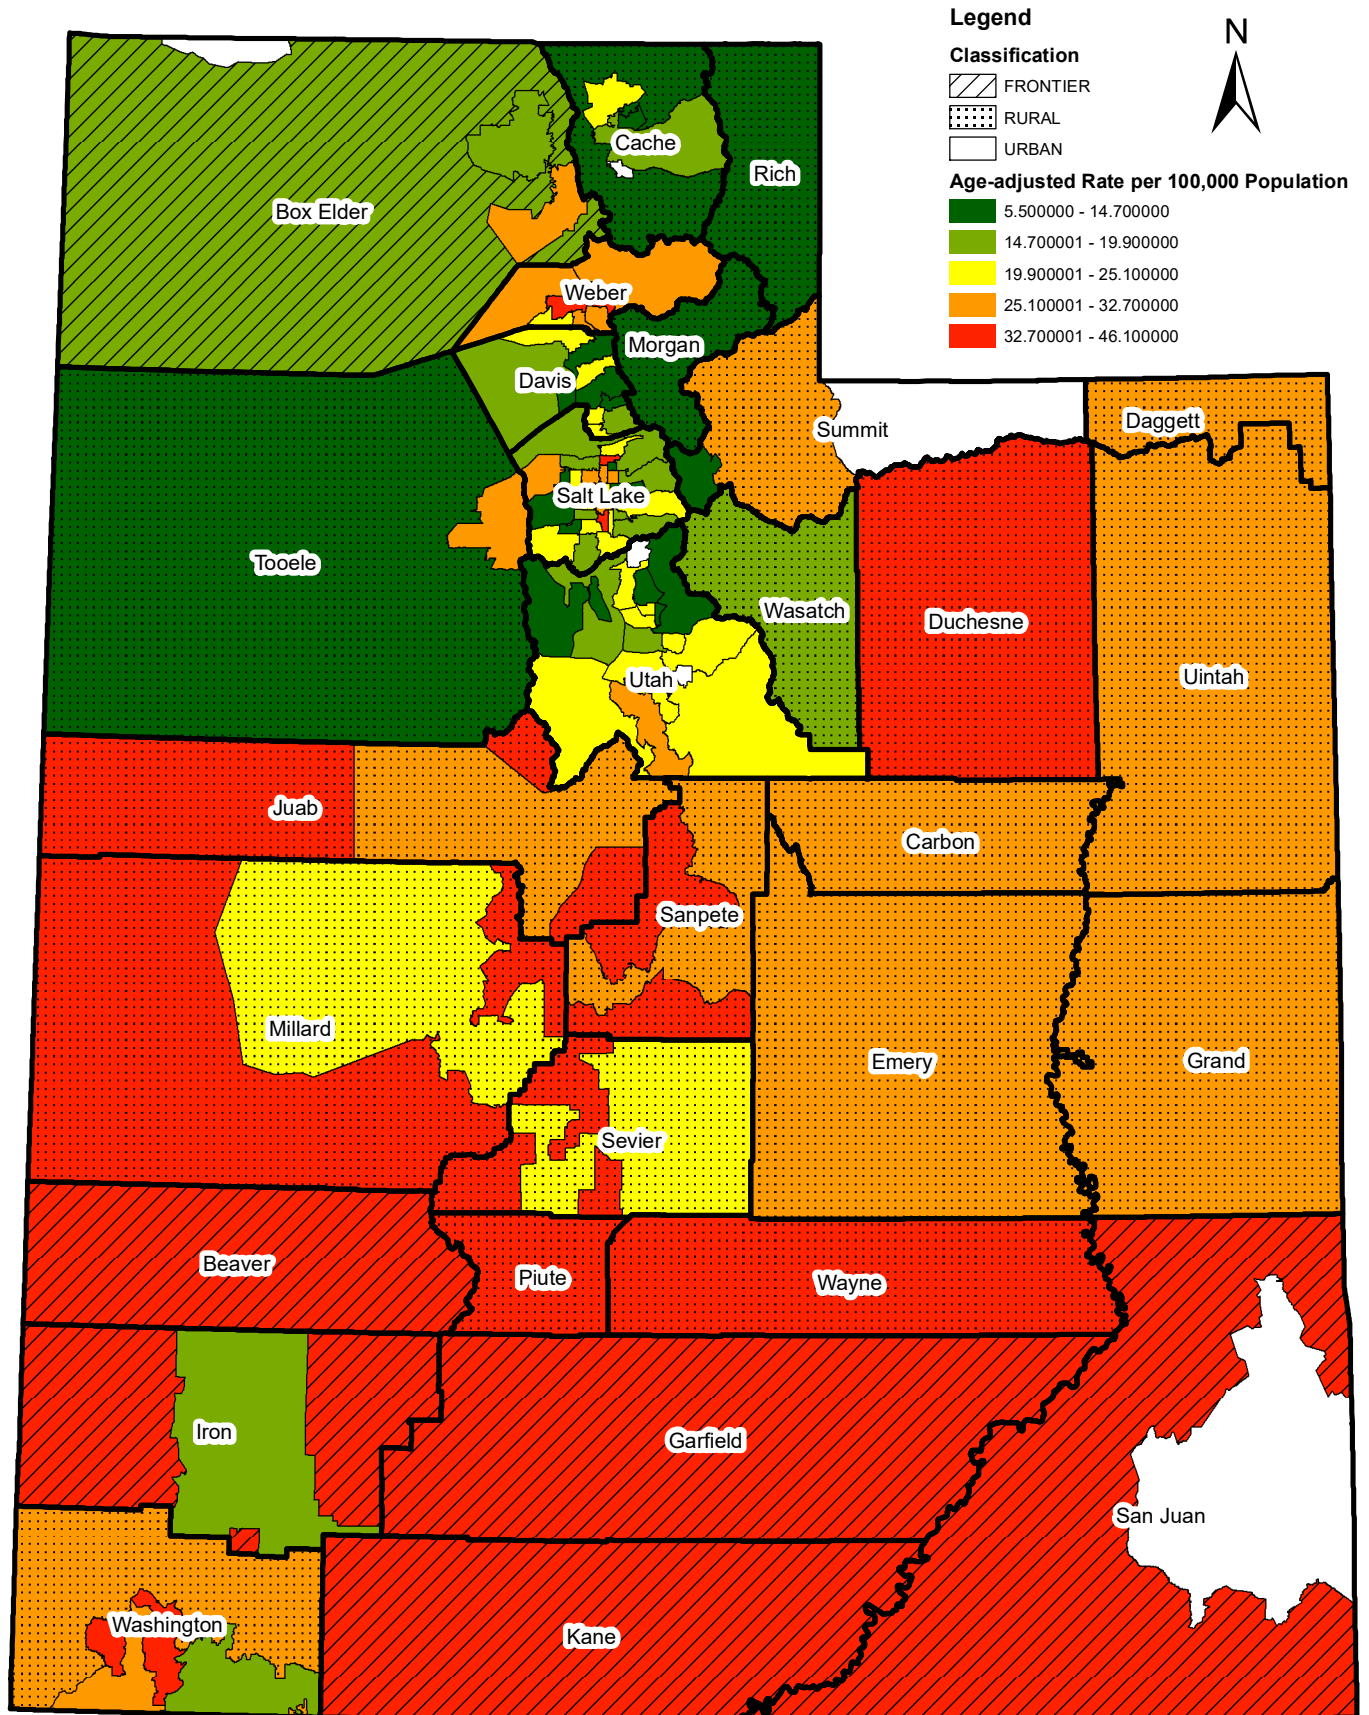 Legend
N
Classification
FRONTIER
RURAL
URBAN
Age-adjusted Rate per 100,000 Population
5.500000 - 14.700000
14.700001 - 19.900000
19.900001 - 25.100000
25.100001 - 32.700000
32.700001 - 46.100000
Cache
Rich
Box Elder
Weber
Morgan
Davis
Summit
Daggett
Salt Lake
Tooele
Wasatch
Duchesne
Uintah
Utah
Juab
Carbon
Sanpete
Millard
Emery
Grand
Sevier
Beaver
Piute
Wayne
Iron
Garfield
San Juan
Washington
Kane